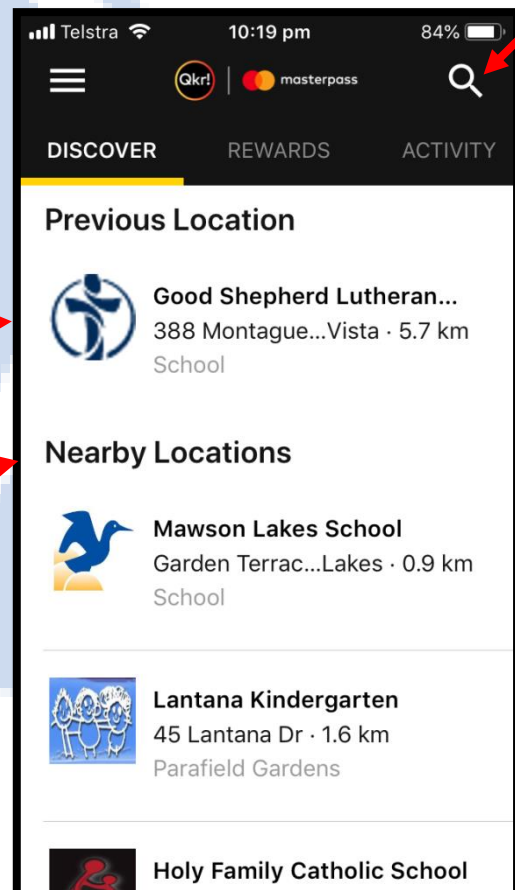 Telstra 10:19 pm 84%
Qkr! masterpass
DISCOVER REWARDS ACTIVITY
Previous Location
Good Shepherd Lutheran...
388 Montague...Vista · 5.7 km
School
Nearby Locations
Mawson Lakes School
Garden Terrac...Lakes · 0.9 km
School
Lantana Kindergarten
45 Lantana Dr · 1.6 km
Parafield Gardens
Holy Family Catholic School